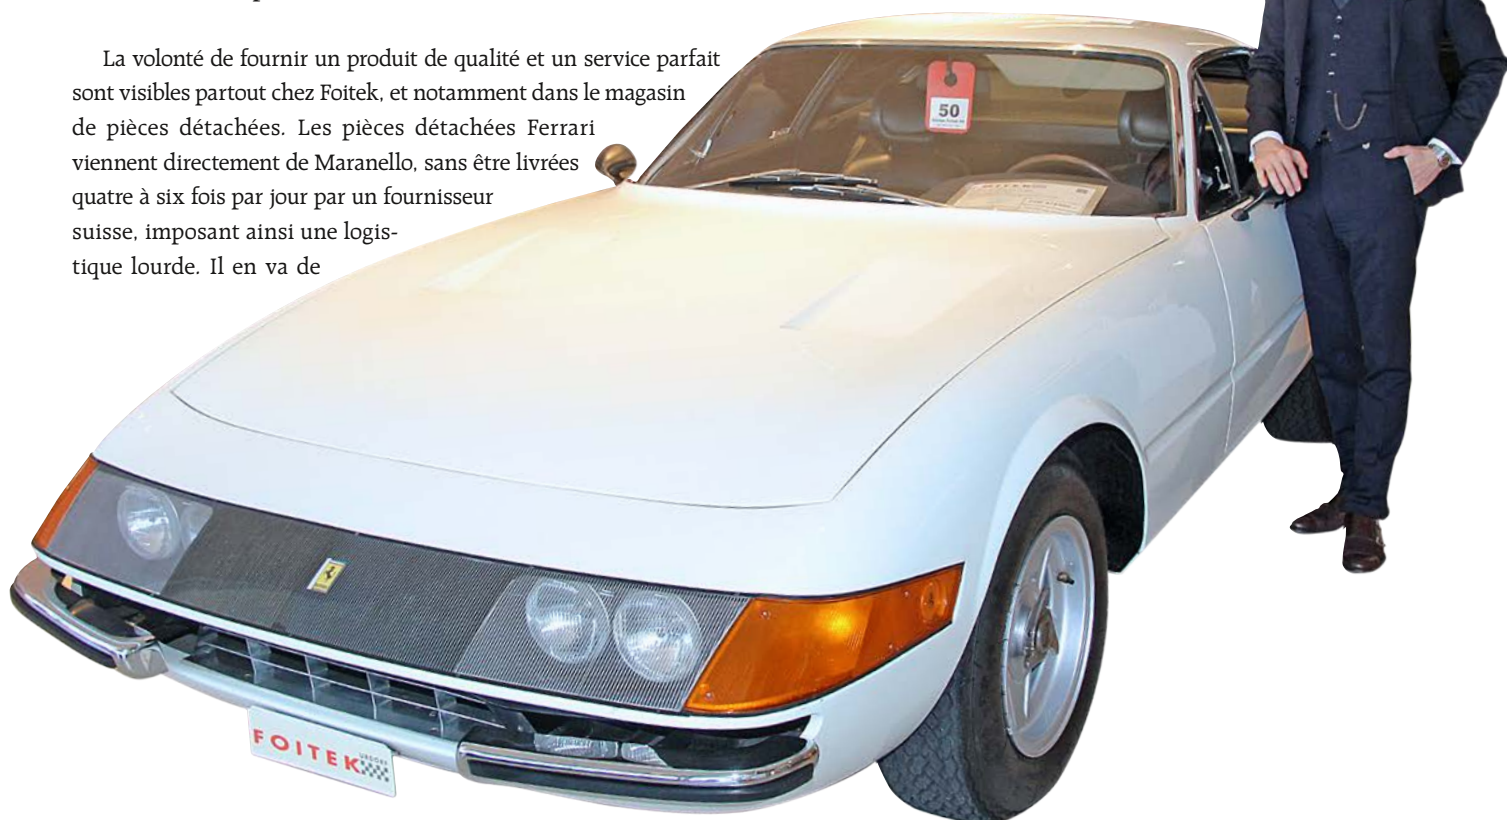 La volonté de fournir un produit de qualité et un service parfait
sont visibles partout chez Foitek, et notamment dans le magasin
de pièces détachées. Les pièces détachées Ferrari
viennent directement de Maranello, sans être livrées
quatre à six fois par jour par un fournisseur
suisse, imposant ainsi une logis-
tique lourde. Il en va de
50
FOITEK
URDORF